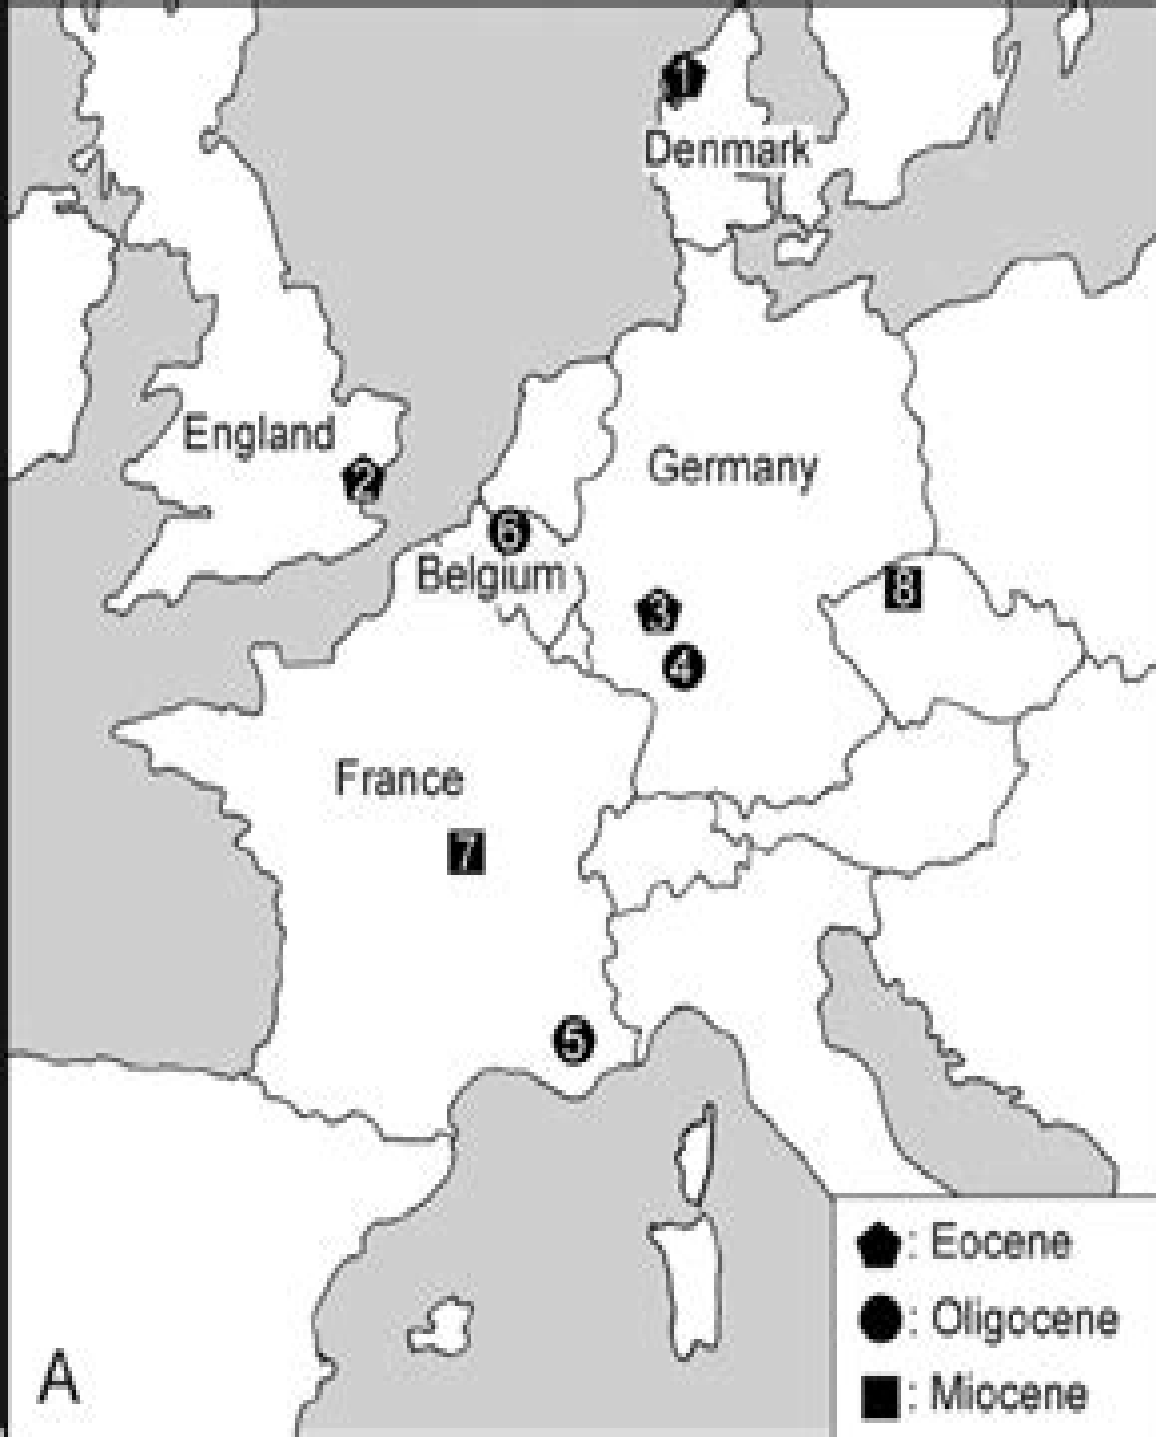 1
Denmark
England
2
Germany
6
Belgium
8
3
4
France
7
5
: Eocene
: Oligocene
: Miocene
A